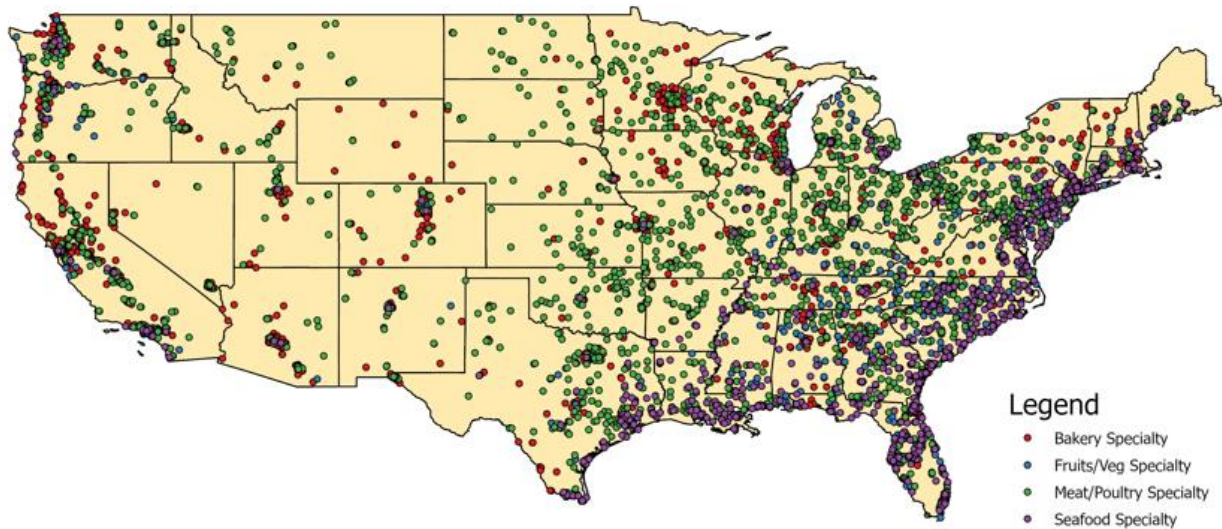 Legend
Bakery Specialty
Fruits/Veg Specialty
Meat/Poultry Specialty
Seafood Specialty